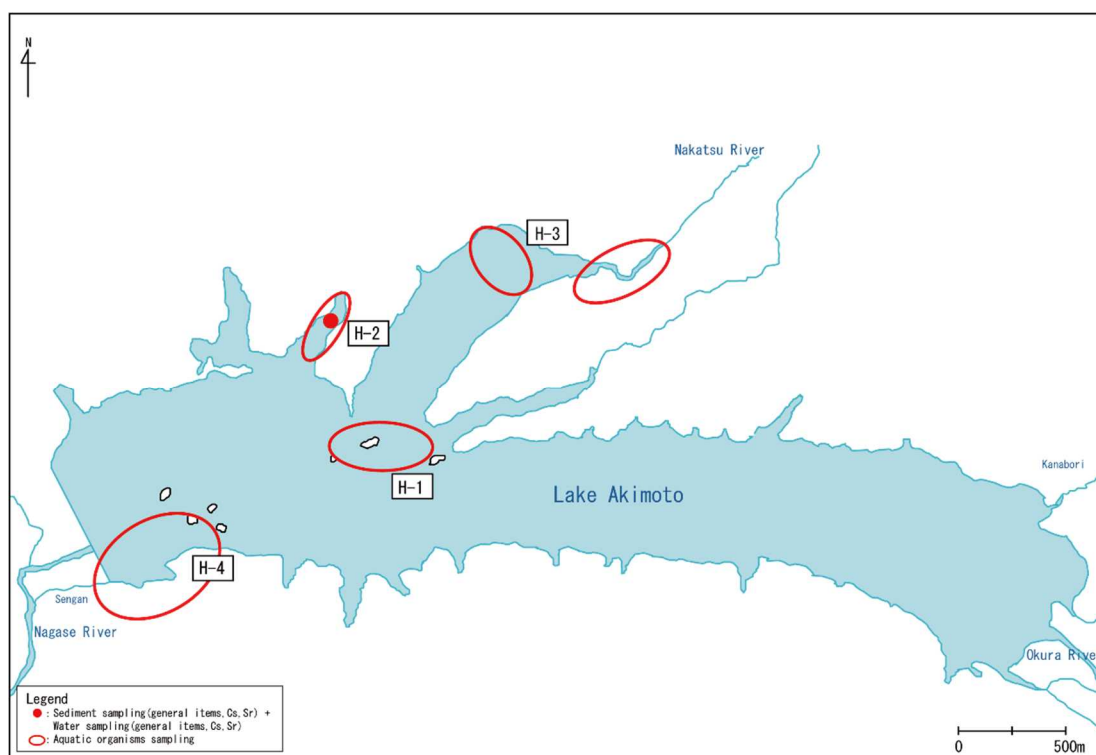 N
Nakatsu River
H-3
H-2
H-1
Lake Akimoto
Kanabori
H-4
Sengan
Nagase River
Okura River
Legend
: Sediment sampling(general items,Cs,Sr) +
Water sampling(general items,Cs,Sr)
: Aquatic organisms sampling
0 500m